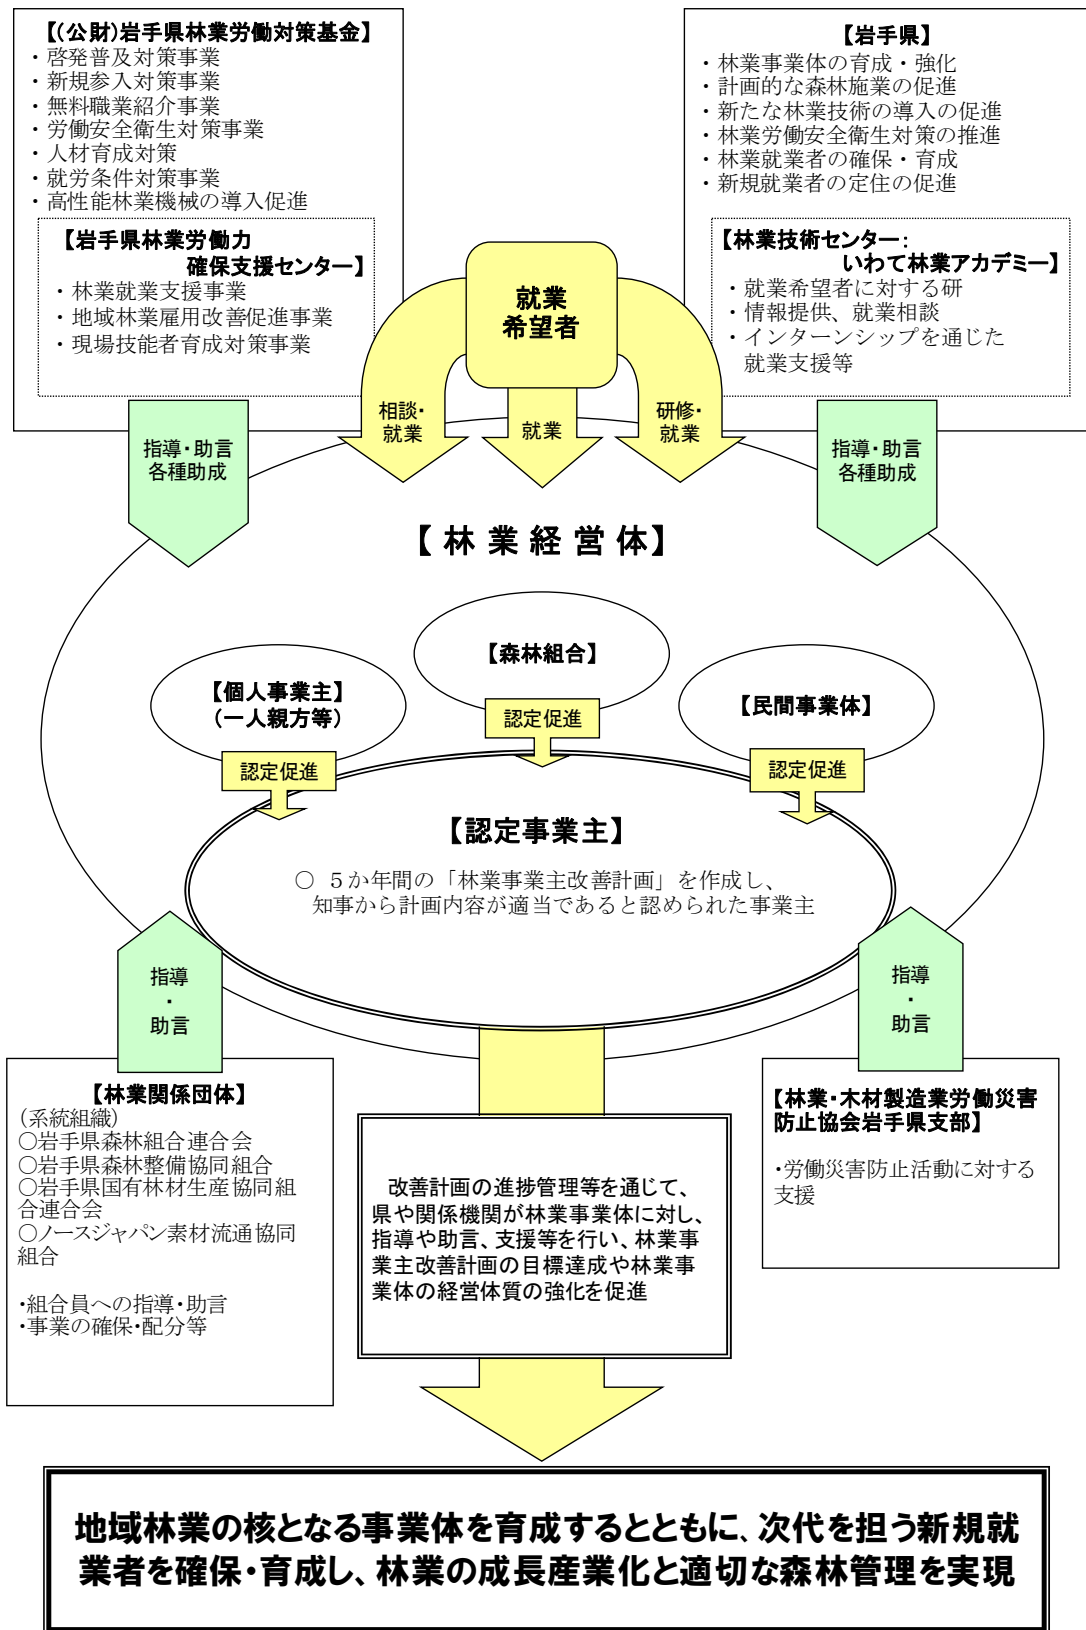 【(公財)岩手県林業労働対策基金】
・啓発普及対策事業
・新規参入対策事業
・無料職業紹介事業
・労働安全衛生対策事業
・人材育成対策
・就労条件対策事業
・高性能林業機械の導入促進
【岩手県林業労働力
確保支援センター】
・林業就業支援事業
・地域林業雇用改善促進事業
・現場技能者育成対策事業
【岩手県】
・林業事業体の育成・強化
・計画的な森林施業の促進
・新たな林業技術の導入の促進
・林業労働安全衛生対策の推進
・林業就業者の確保・育成
・新規就業者の定住の促進
【林業技術センター：
いわて林業アカデミー】
・就業希望者に対する研
・情報提供、就業相談
・インターンシップを通じた
就業支援等
就業
希望者
相談・
就業
就業
研修・
就業
指導・助言
各種助成
指導・助言
各種助成
【 林 業 経 営 体】
【森林組合】
【個人事業主】
(一人親方等)
【民間事業体】
認定促進
認定促進
認定促進
【認定事業主】
○ ５か年間の「林業事業主改善計画」を作成し、
知事から計画内容が適当であると認められた事業主
指導
・
助言
指導
・
助言
【林業関係団体】
(系統組織)
○岩手県森林組合連合会
○岩手県森林整備協同組合
○岩手県国有林材生産協同組
合連合会
○ノースジャパン素材流通協同
組合
・組合員への指導・助言
・事業の確保・配分等
【林業・木材製造業労働災害
防止協会岩手県支部】
・労働災害防止活動に対する
支援
改善計画の進捗管理等を通じて、
県や関係機関が林業事業体に対し、
指導や助言、支援等を行い、林業事
業主改善計画の目標達成や林業事
業体の経営体質の強化を促進
地域林業の核となる事業体を育成するとともに、次代を担う新規就
業者を確保・育成し、林業の成長産業化と適切な森林管理を実現